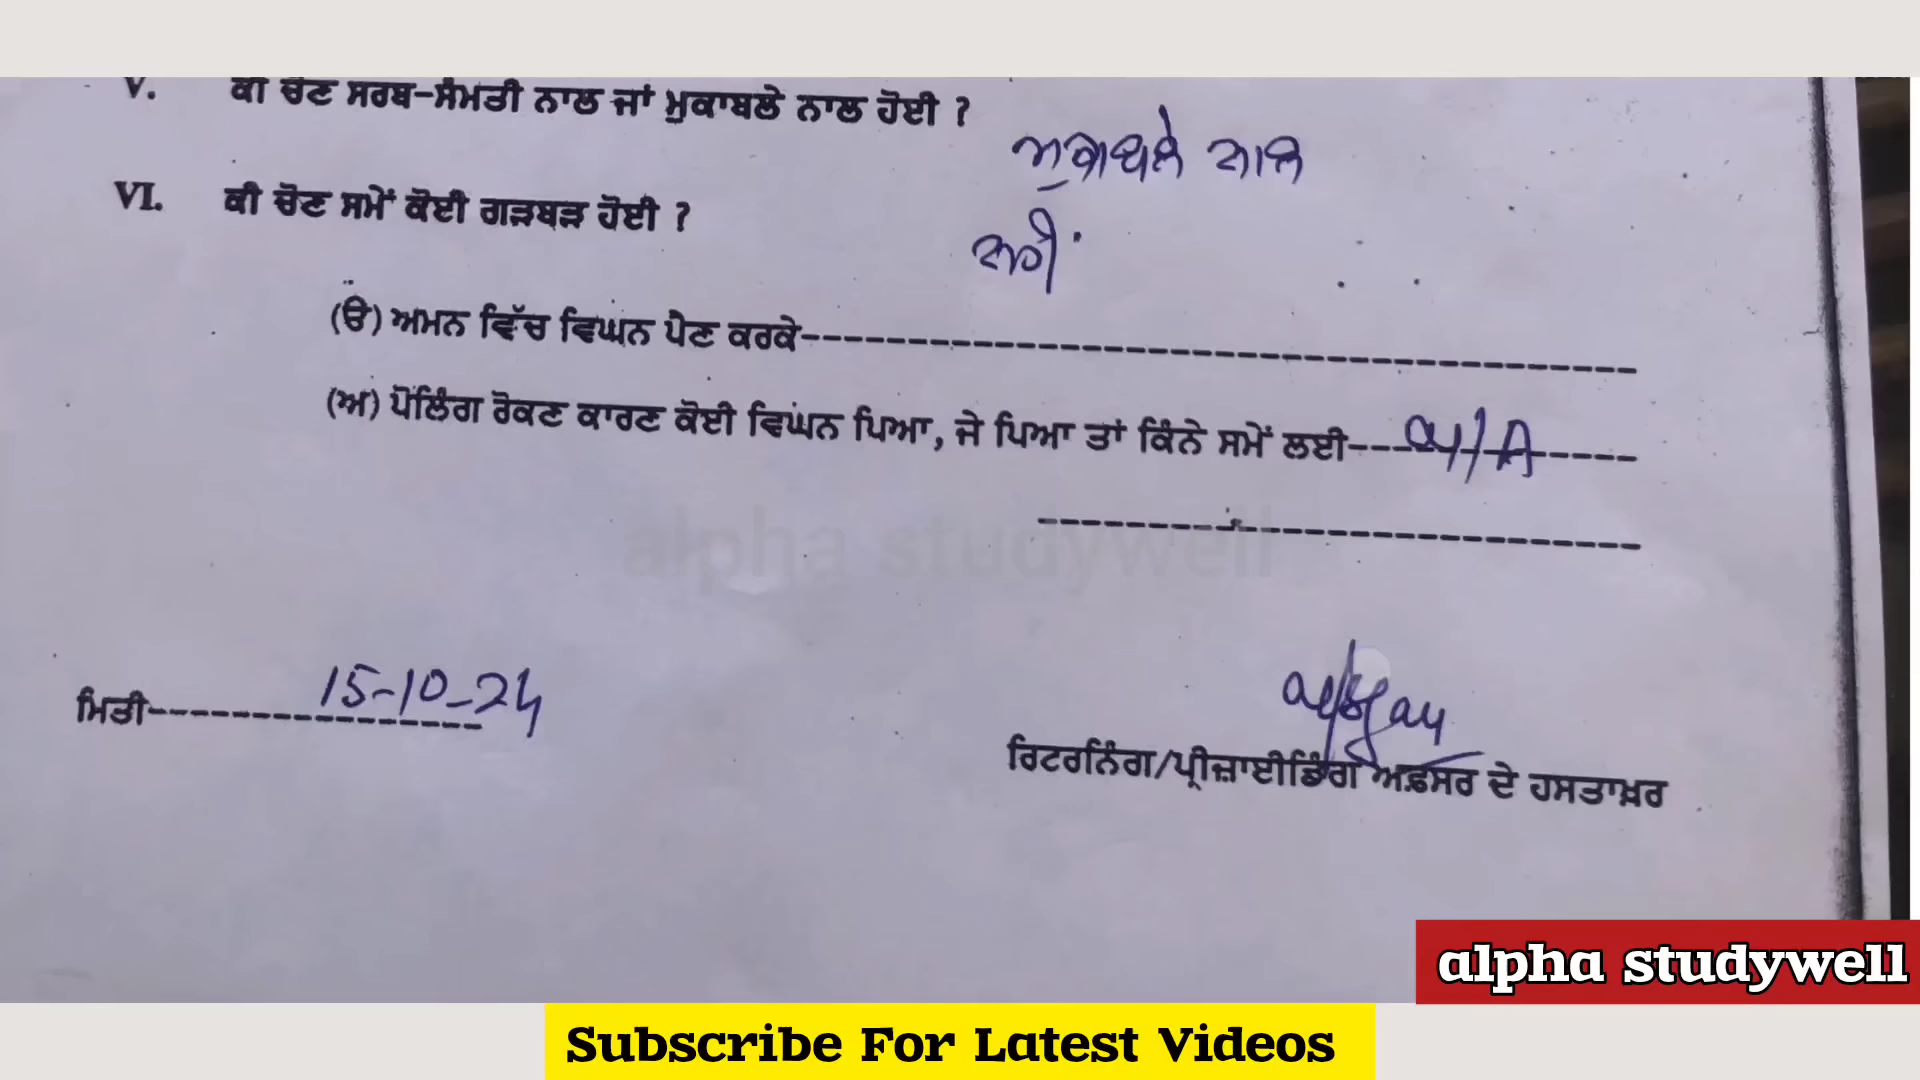 V. ਕੀ ਚੋਣ ਸਰਬ-ਸੰਮਤੀ ਨਾਲ ਜਾਂ ਮੁਕਾਬਲੇ ਨਾਲ ਹੋਈ ?
ਮੁਕਾਬਲੇ ਨਾਲ
VI. ਕੀ ਚੋਣ ਸਮੇਂ ਕੋਈ ਗੜਬੜ ਹੋਈ ?
ਨਹੀਂ
(ੳ) ਅਮਨ ਵਿੱਚ ਵਿਘਨ ਪੈਣ ਕਰਕੇ
(ਅ) ਪੋਲਿੰਗ ਰੋਕਣ ਕਾਰਣ ਕੋਈ ਵਿਘਨ ਪਿਆ, ਜੇ ਪਿਆ ਤਾਂ ਕਿੰਨੇ ਸਮੇਂ ਲਈ N/A
alpha studywell
ਮਿਤੀ 15-10-24
ਰਿਟਰਨਿੰਗ/ਪ੍ਰੀਜ਼ਾਈਡਿੰਗ ਅਫ਼ਸਰ ਦੇ ਹਸਤਾਖ਼ਰ
alpha studywell
Subscribe For Latest Videos